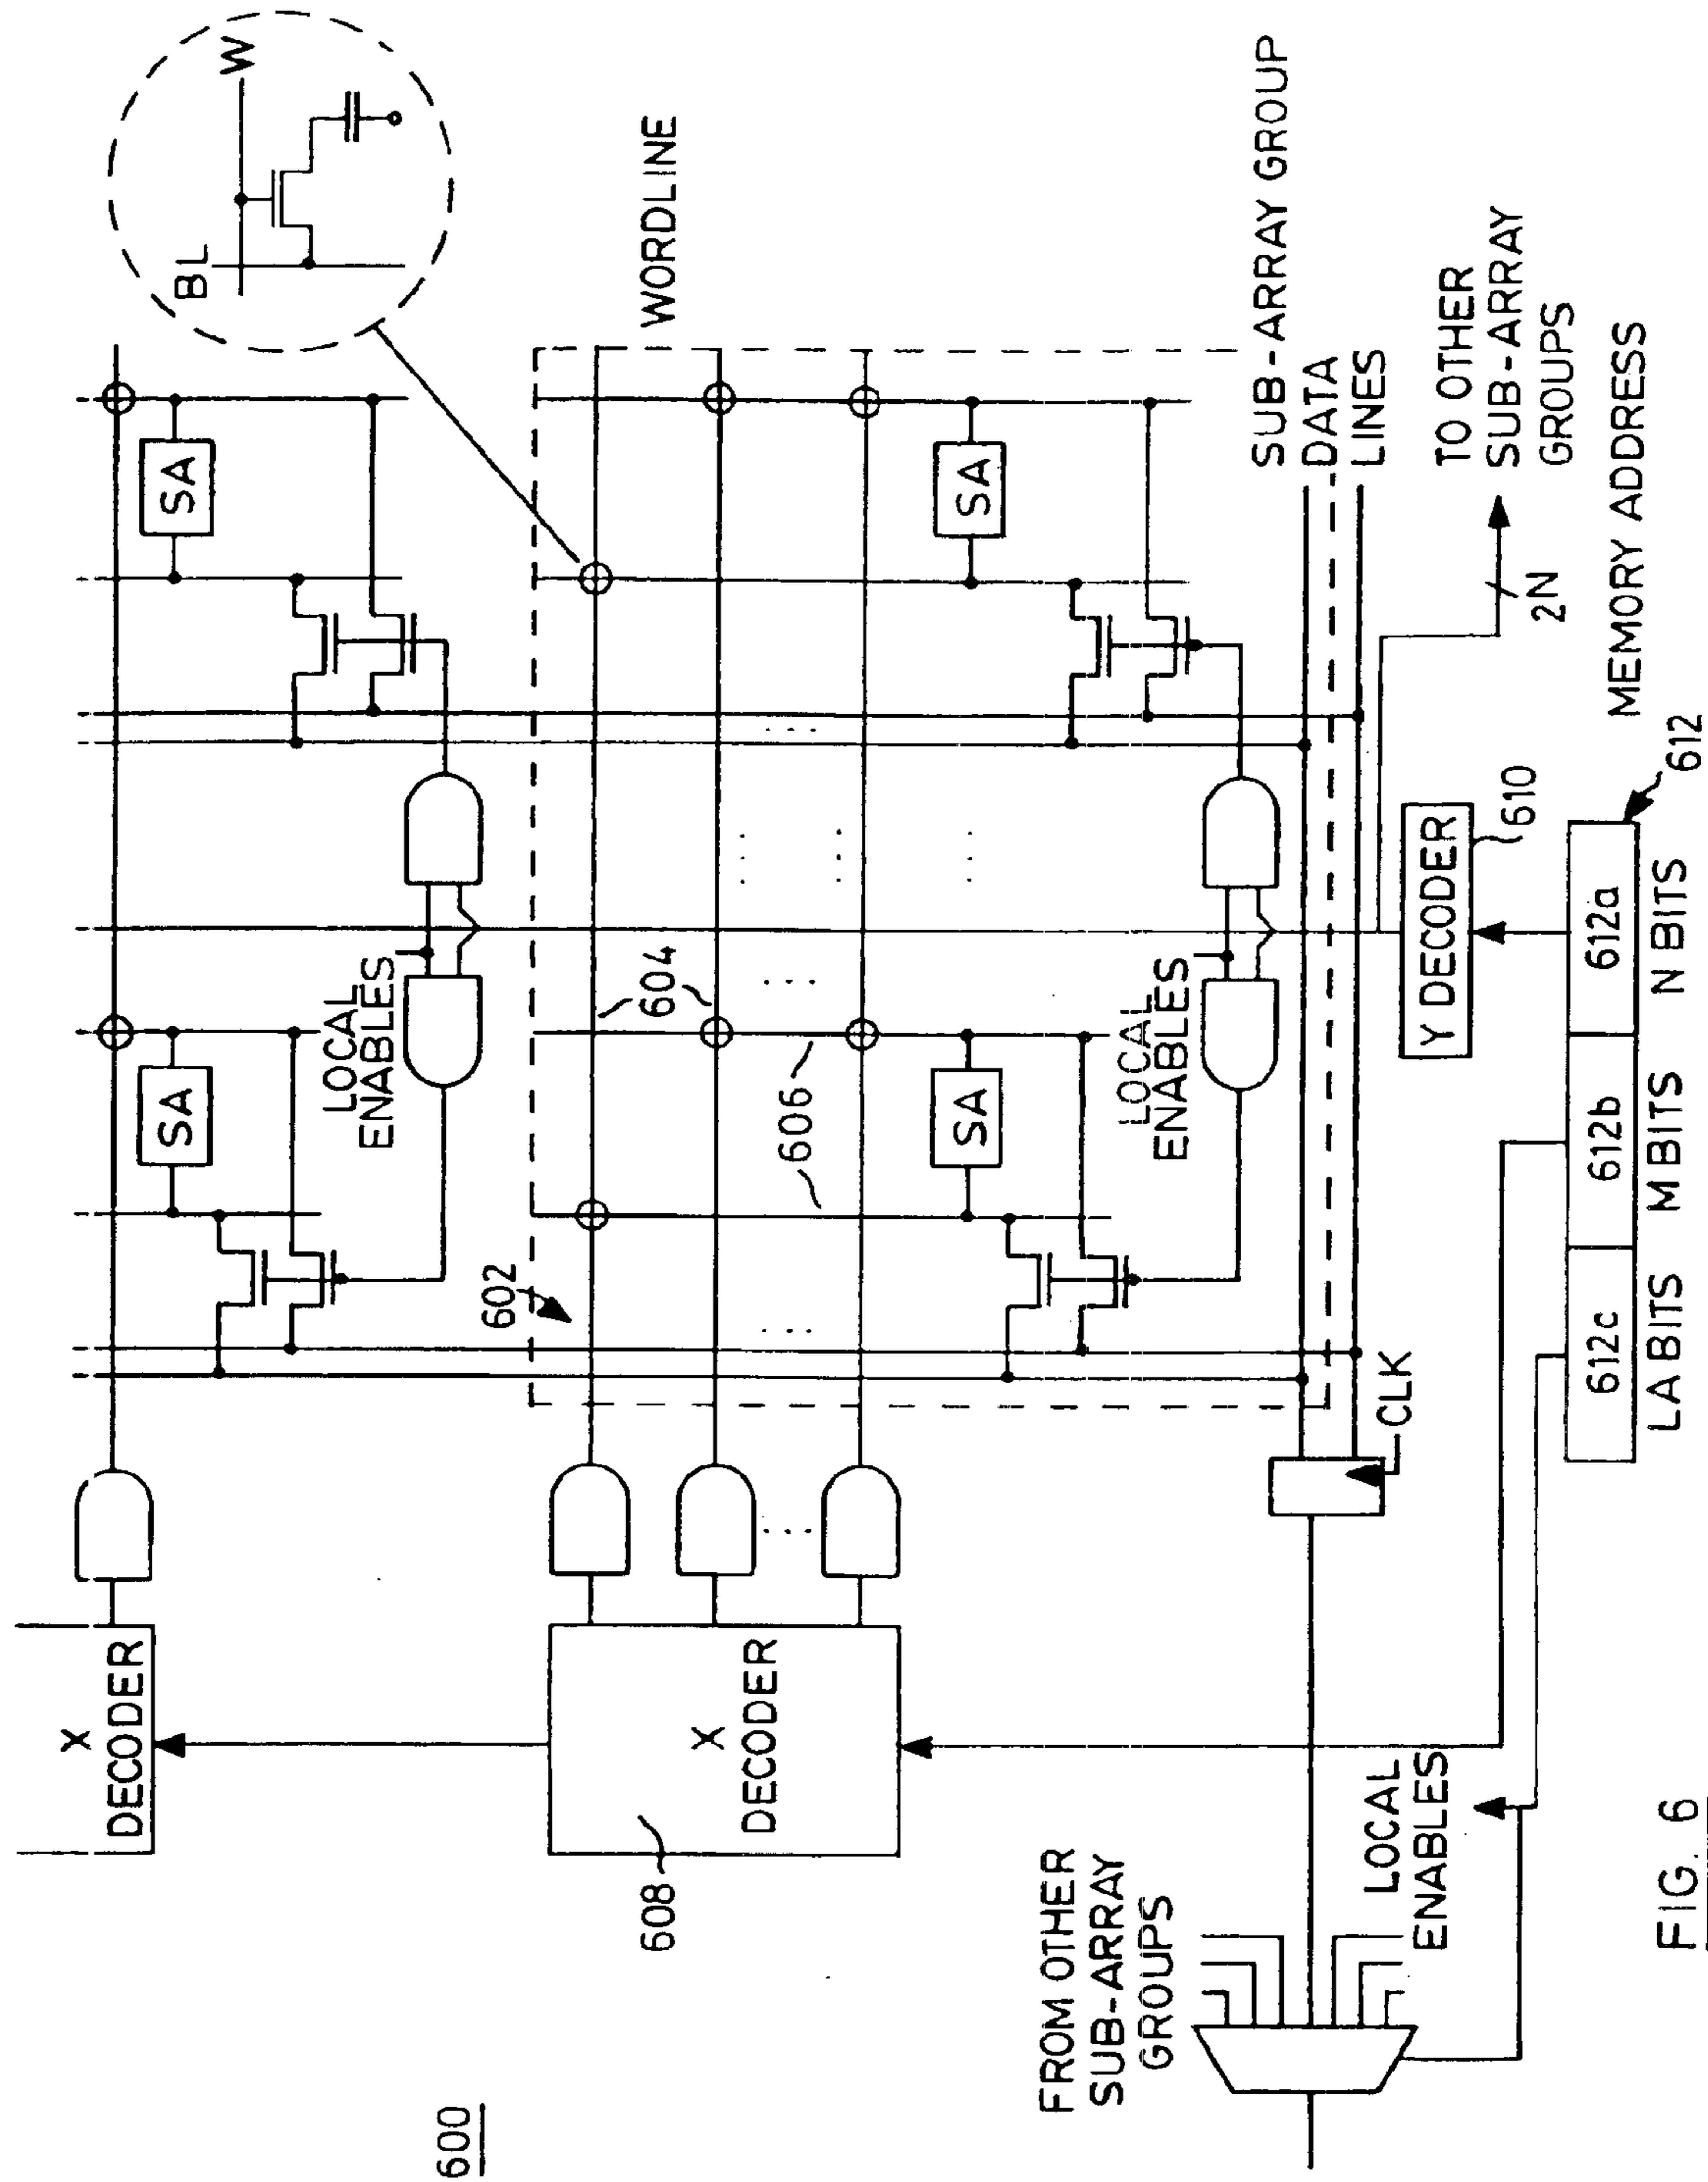 600
X
DECODER
SA
SA
LOCAL
ENABLES
BL
W
602
604
606
WORDLINE
608
X
DECODER
SA
SA
LOCAL
ENABLES
SUB-ARRAY GROUP
DATA
LINES
CLK
FROM OTHER
SUB-ARRAY
GROUPS
LOCAL
ENABLES
Y DECODER
610
2N
TO OTHER
SUB-ARRAY
GROUPS
MEMORY ADDRESS
612c
612b
612a
612
LA BITS
M BITS
N BITS
FIG. 6